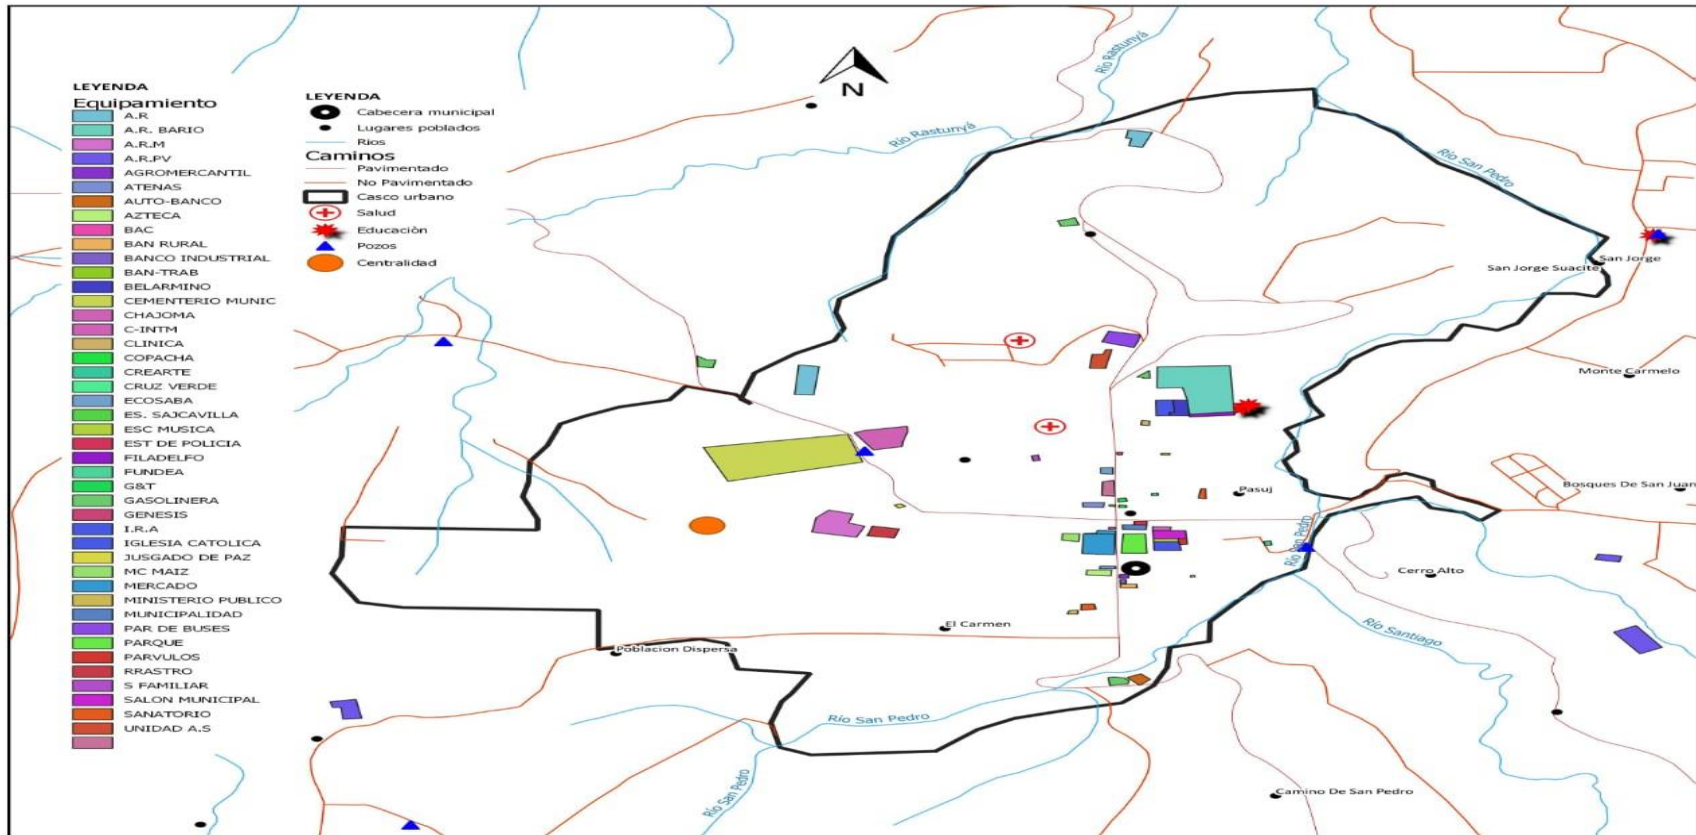 LEYENDA
Equipamiento
A.R
A.R. BARIO
A.R.M
A.R.PV
AGROMERCANTIL
ATENAS
AUTO-BANCO
AZTECA
BAC
BAN RURAL
BANCO INDUSTRIAL
BAN-TRAB
BELARMINO
CEMENTERIO MUNIC
CHAJOMA
C-INTM
CLINICA
COPACHA
CREARTE
CRUZ VERDE
ECOSABA
ES. SAJCAVILLA
ESC MUSICA
EST DE POLICIA
FILADELFO
FUNDEA
G&T
GASOLINERA
GENESIS
I.R.A
IGLESIA CATOLICA
JUSGADO DE PAZ
MC MAIZ
MERCADO
MINISTERIO PUBLICO
MUNICIPALIDAD
PAR DE BUSES
PARQUE
PARVULOS
RRASTRO
S FAMILIAR
SALON MUNICIPAL
SANATORIO
UNIDAD A.S
LEYENDA
Cabecera municipal
Lugares poblados
Rios
Caminos
Pavimentado
No Pavimentado
Casco urbano
Salud
Educaciòn
Pozos
Centralidad
N
Río Rastunyá
Río Rastunyá
Río San Pedro
San Jorge
San Jorge Suacite
Monte Carmelo
Bosques De San Juan
Pasuj
Río San Pedro
Cerro Alto
El Carmen
Río Santiago
Poblacion Dispersa
Río San Pedro
Río San Pedro
Camino De San Pedro